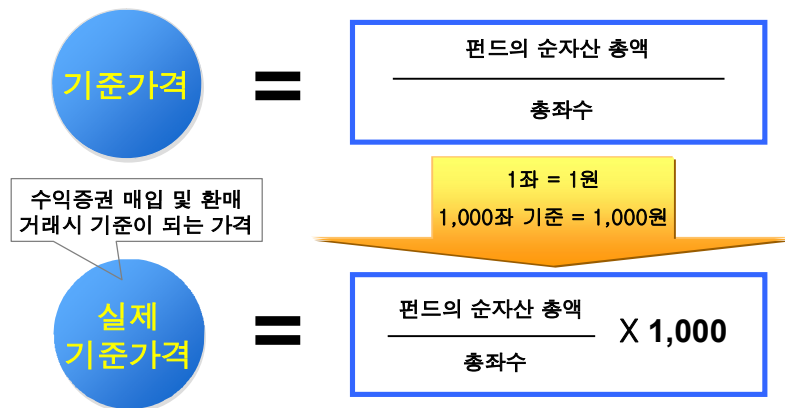 기준가격
=
펀드의 순자산 총액
총좌수
1좌 = 1원
1,000좌 기준 = 1,000원
수익증권 매입 및 환매
거래시 기준이 되는 가격
실제
기준가격
=
펀드의 순자산 총액
총좌수
X 1,000